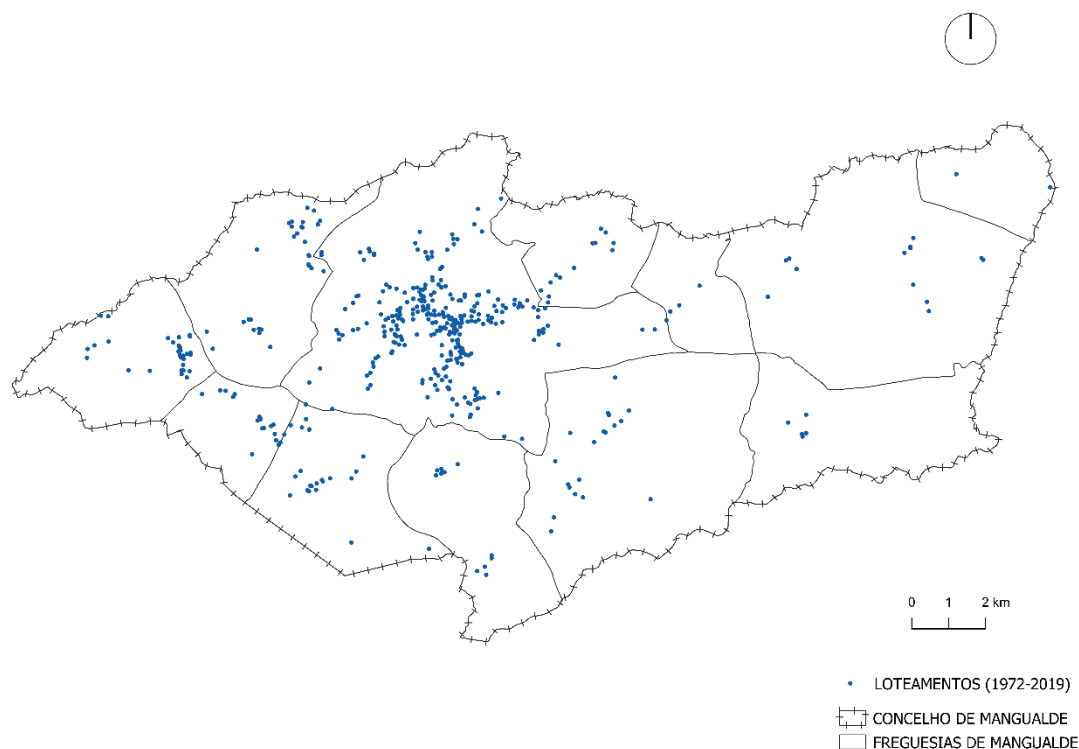 0 1 2 km
LOTEAMENTOS (1972-2019)
CONCELHO DE MANGUALDE
FREGUESIAS DE MANGUALDE